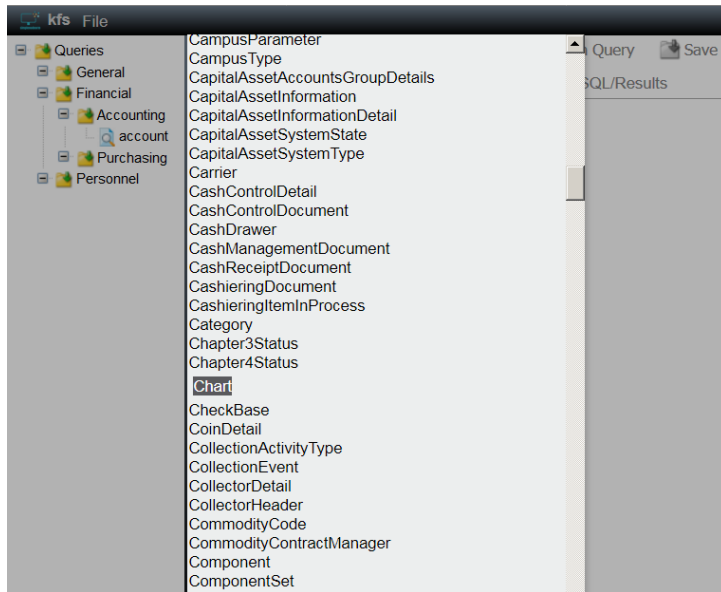 kfs File
Queries
General
Financial
Accounting
account
Purchasing
Personnel
CampusParameter
CampusType
CapitalAssetAccountsGroupDetails
CapitalAssetInformation
CapitalAssetInformationDetail
CapitalAssetSystemState
CapitalAssetSystemType
Carrier
CashControlDetail
CashControlDocument
CashDrawer
CashManagementDocument
CashReceiptDocument
CashieringDocument
CashieringItemInProcess
Category
Chapter3Status
Chapter4Status
Chart
CheckBase
CoinDetail
CollectionActivityType
CollectionEvent
CollectorDetail
CollectorHeader
CommodityCode
CommodityContractManager
Component
ComponentSet
Query Save
SQL/Results